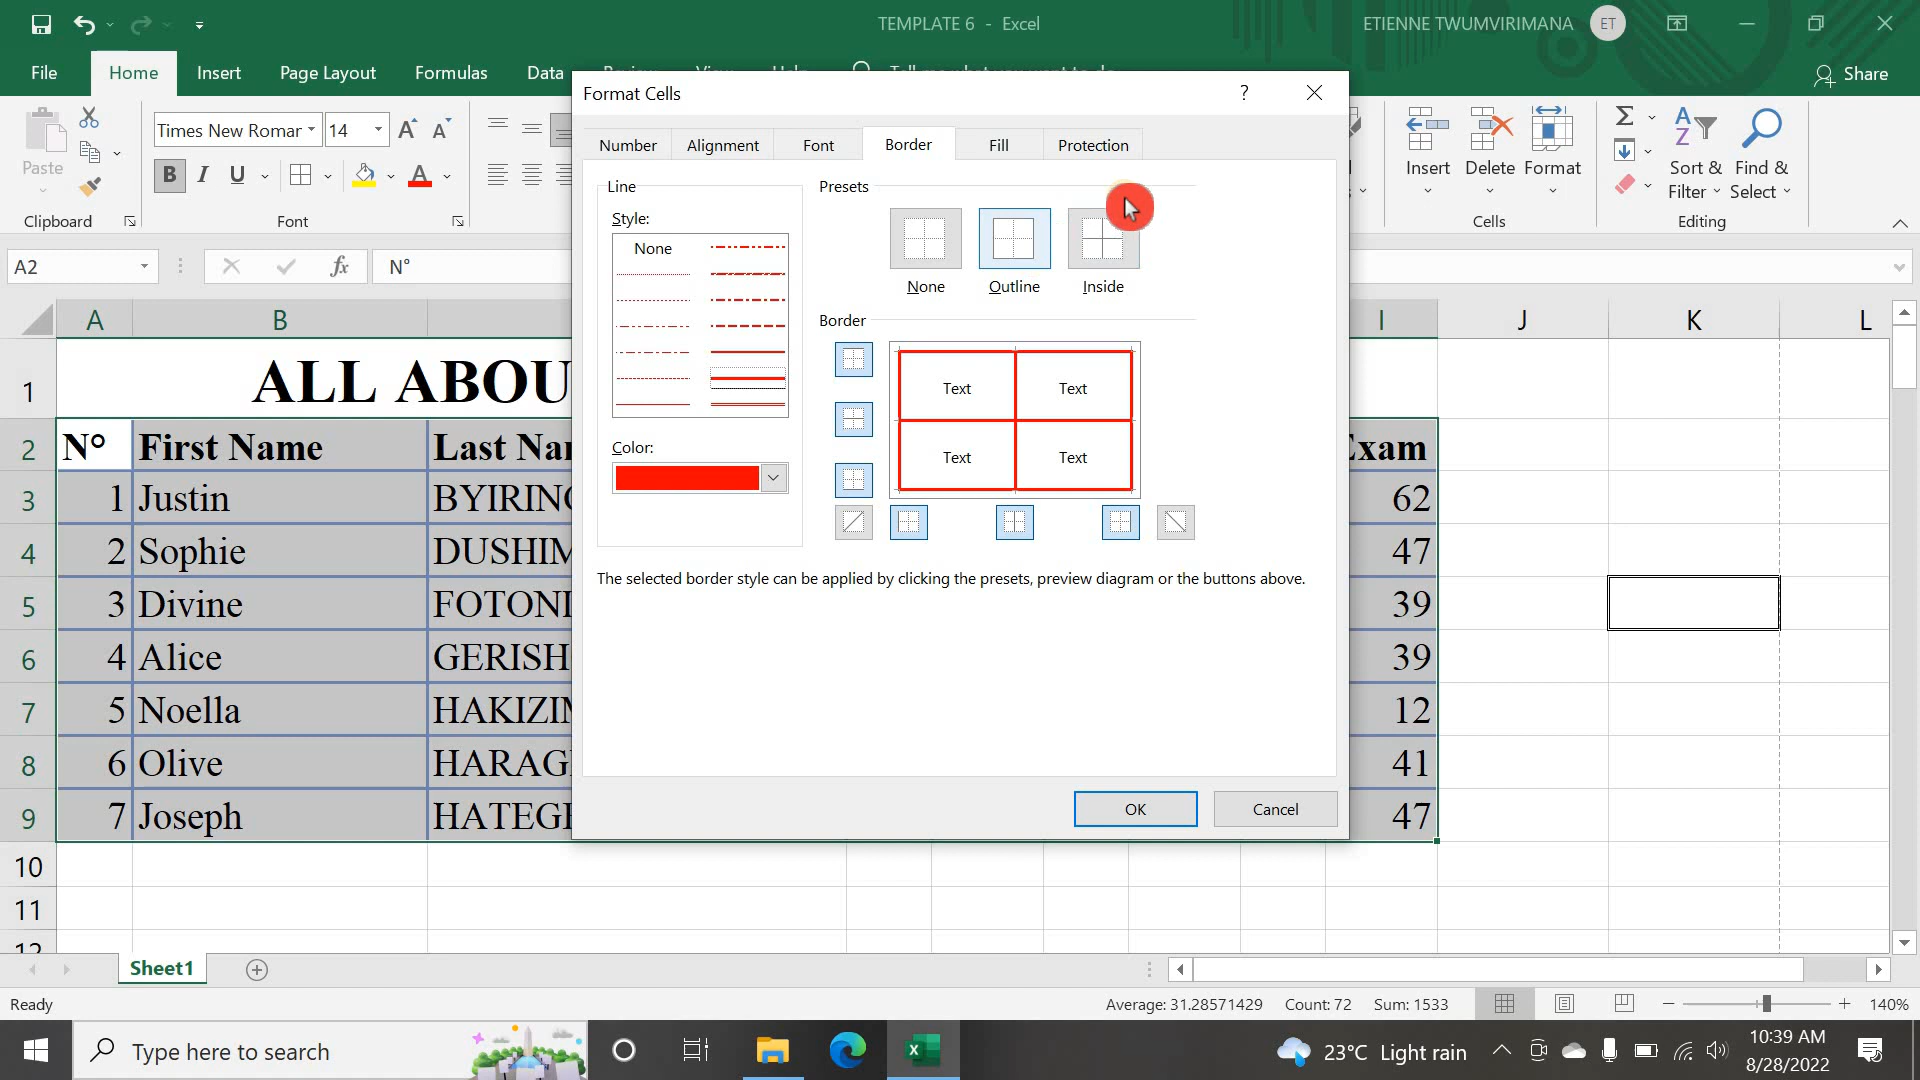 TEMPLATE 6 - Excel
ETIENNE TWUMVIRIMANA ET
File Home Insert Page Layout Formulas Data
Share
Paste
Clipboard
Times New Romar 14
B I U
Font
Insert Delete Format
Cells
Sort & Filter
Find & Select
Editing
A2
fx N°
A B I J K L
1 ALL ABOU
2 N° First Name Last Na Exam
3 1 Justin BYIRIN 62
4 2 Sophie DUSHIM 47
5 3 Divine FOTONI 39
6 4 Alice GERISH 39
7 5 Noella HAKIZIM 12
8 6 Olive HARAG 41
9 7 Joseph HATEG 47
10
11
12
Format Cells ?
Number Alignment Font Border Fill Protection
Line
Style:
None
Color:
Presets
None Outline Inside
Border
Text Text
Text Text
The selected border style can be applied by clicking the presets, preview diagram or the buttons above.
OK Cancel
Sheet1
Ready
Average: 31.28571429 Count: 72 Sum: 1533
140%
Type here to search
23°C Light rain
10:39 AM
8/28/2022